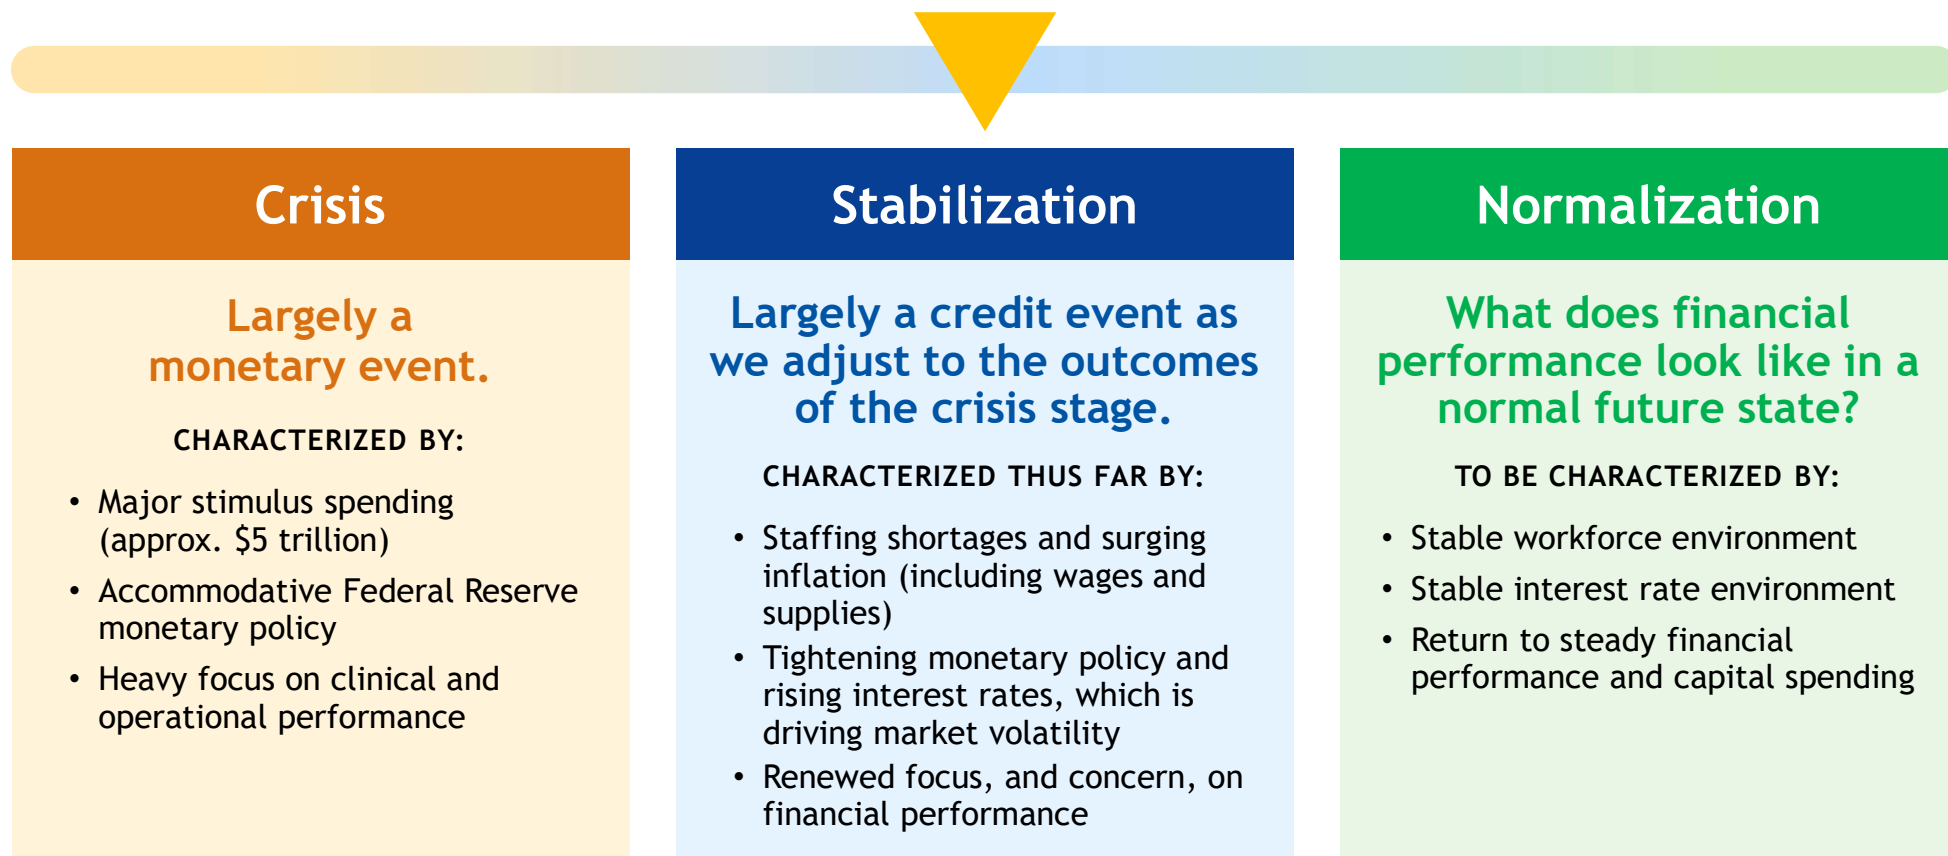 Crisis
Largely a
monetary event.
CHARACTERIZED BY:
• Major stimulus spending
(approx. $5 trillion)
• Accommodative Federal Reserve
monetary policy
• Heavy focus on clinical and
operational performance
Stabilization
Largely a credit event as
we adjust to the outcomes
of the crisis stage.
CHARACTERIZED THUS FAR BY:
• Staffing shortages and surging
inflation (including wages and
supplies)
• Tightening monetary policy and
rising interest rates, which is
driving market volatility
• Renewed focus, and concern, on
financial performance
Normalization
What does financial
performance look like in a
normal future state?
TO BE CHARACTERIZED BY:
• Stable workforce environment
• Stable interest rate environment
• Return to steady financial
performance and capital spending